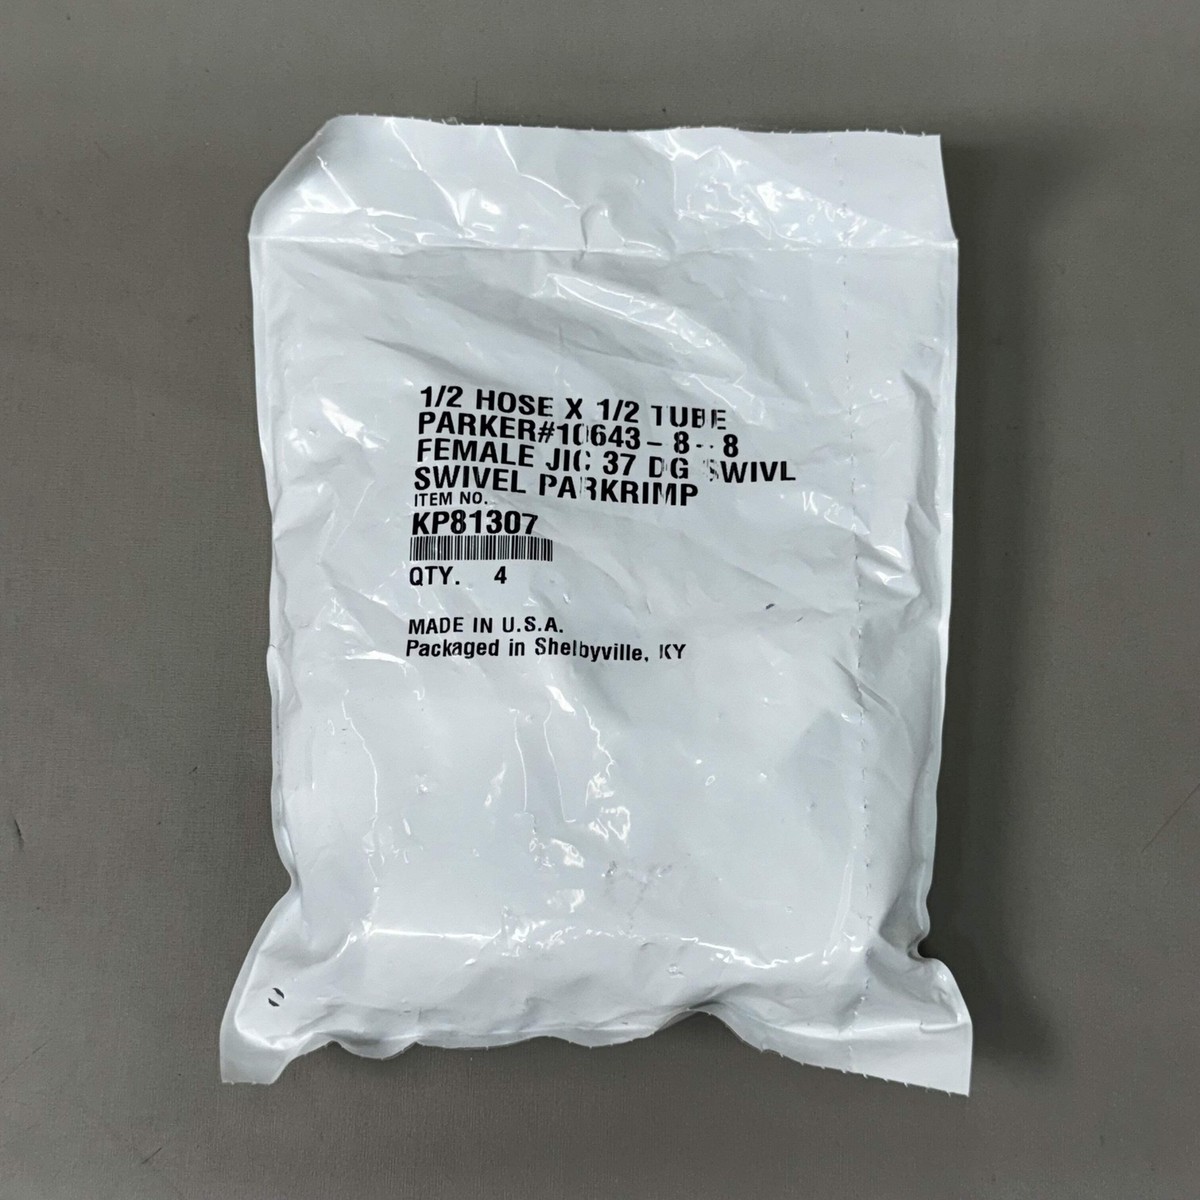 1/2 HOSE X 1/2 TUBE
PARKER#10643-8--8
FEMALE JIC 37 DG SWIVL
SWIVEL PARKRIMP
ITEM NO.
KP81307
QTY. 4
MADE IN U.S.A.
Packaged in Shelbyville, KY